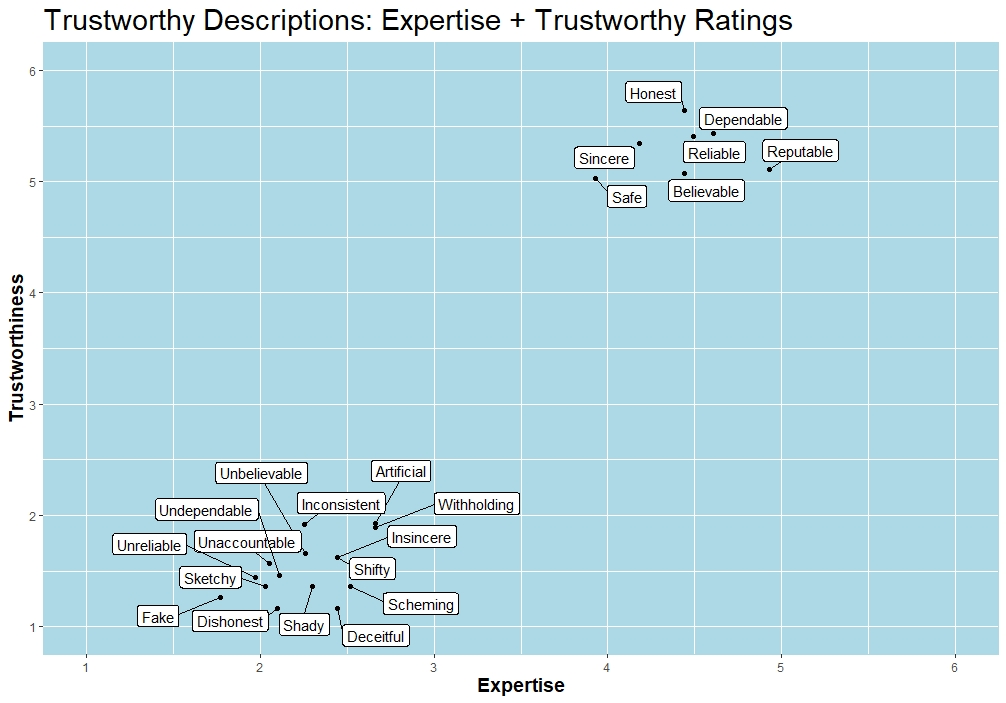 Trustworthy Descriptions: Expertise + Trustworthy Ratings
Trustworthiness
6
5
4
3
2
1
Honest
Dependable
Sincere
Reliable
Reputable
Safe
Believable
Unbelievable
Artificial
Undependable
Inconsistent
Withholding
Unreliable
Unaccountable
Insincere
Sketchy
Shifty
Fake
Dishonest
Shady
Scheming
Deceitful
1 2 3 4 5 6
Expertise